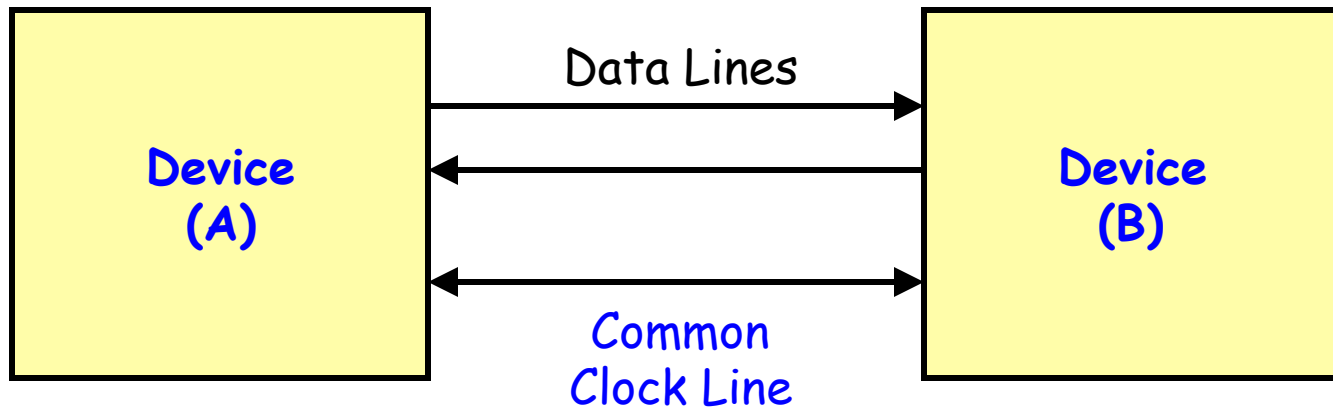 Data Lines
Device
(A)
Device
(B)
Common
Clock Line